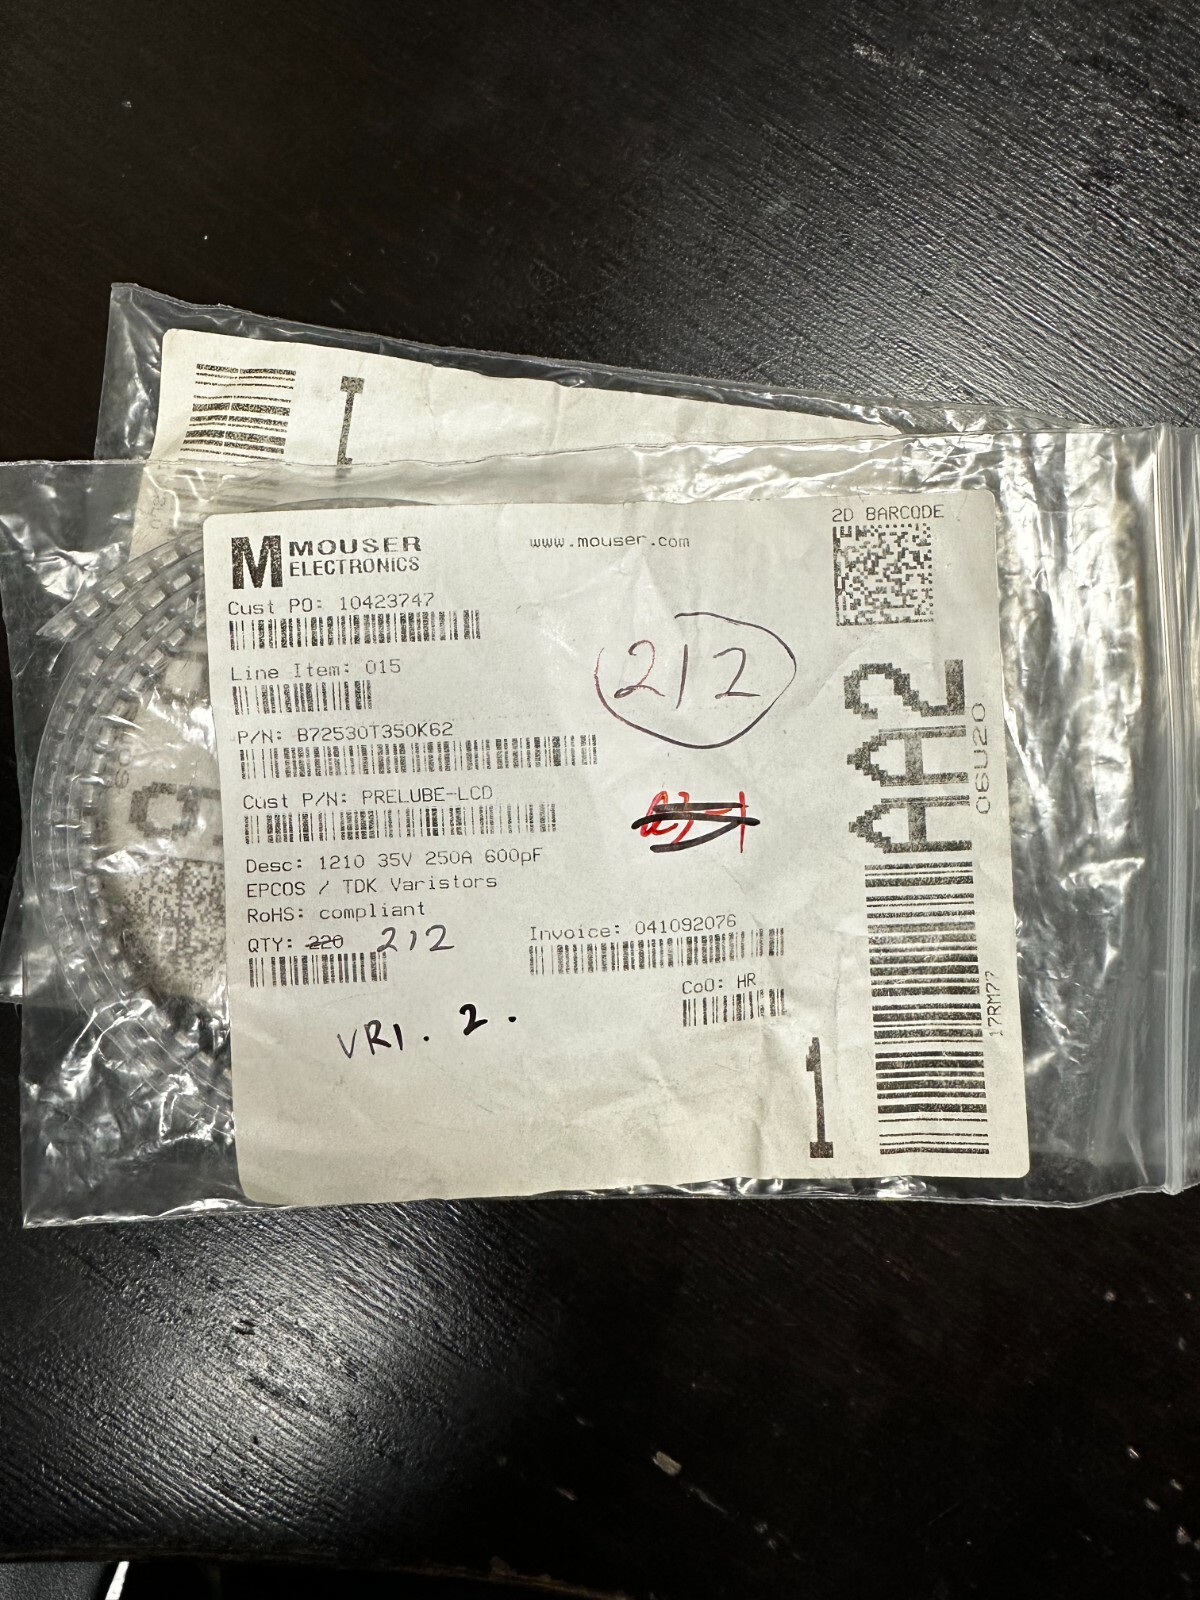 MOUSER
ELECTRONICS
www.mouser.com
2D BARCODE
Cust PO: 10423747
Line Item: 015
212
P/N: B72530T350K62
Cust P/N: PRELUBE-LCD
Desc: 1210 35V 250A 600pF
EPCOS / TDK Varistors
RoHS: compliant
QTY: 220 212
Invoice: 041092076
CoO: HR
VR1. 2.
1
AA2
06U20
17RM77